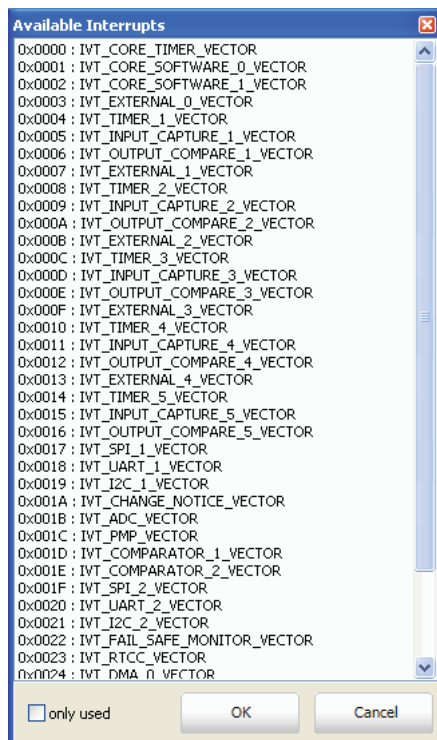 Available Interrupts
0x0000 : IVT_CORE_TIMER_VECTOR
0x0001 : IVT_CORE_SOFTWARE_0_VECTOR
0x0002 : IVT_CORE_SOFTWARE_1_VECTOR
0x0003 : IVT_EXTERNAL_0_VECTOR
0x0004 : IVT_TIMER_1_VECTOR
0x0005 : IVT_INPUT_CAPTURE_1_VECTOR
0x0006 : IVT_OUTPUT_COMPARE_1_VECTOR
0x0007 : IVT_EXTERNAL_1_VECTOR
0x0008 : IVT_TIMER_2_VECTOR
0x0009 : IVT_INPUT_CAPTURE_2_VECTOR
0x000A : IVT_OUTPUT_COMPARE_2_VECTOR
0x000B : IVT_EXTERNAL_2_VECTOR
0x000C : IVT_TIMER_3_VECTOR
0x000D : IVT_INPUT_CAPTURE_3_VECTOR
0x000E : IVT_OUTPUT_COMPARE_3_VECTOR
0x000F : IVT_EXTERNAL_3_VECTOR
0x0010 : IVT_TIMER_4_VECTOR
0x0011 : IVT_INPUT_CAPTURE_4_VECTOR
0x0012 : IVT_OUTPUT_COMPARE_4_VECTOR
0x0013 : IVT_EXTERNAL_4_VECTOR
0x0014 : IVT_TIMER_5_VECTOR
0x0015 : IVT_INPUT_CAPTURE_5_VECTOR
0x0016 : IVT_OUTPUT_COMPARE_5_VECTOR
0x0017 : IVT_SPI_1_VECTOR
0x0018 : IVT_UART_1_VECTOR
0x0019 : IVT_I2C_1_VECTOR
0x001A : IVT_CHANGE_NOTICE_VECTOR
0x001B : IVT_ADC_VECTOR
0x001C : IVT_PMP_VECTOR
0x001D : IVT_COMPARATOR_1_VECTOR
0x001E : IVT_COMPARATOR_2_VECTOR
0x001F : IVT_SPI_2_VECTOR
0x0020 : IVT_UART_2_VECTOR
0x0021 : IVT_I2C_2_VECTOR
0x0022 : IVT_FAIL_SAFE_MONITOR_VECTOR
0x0023 : IVT_RTCC_VECTOR
0x0024 : IVT_DMA_0_VECTOR
only used
OK
Cancel